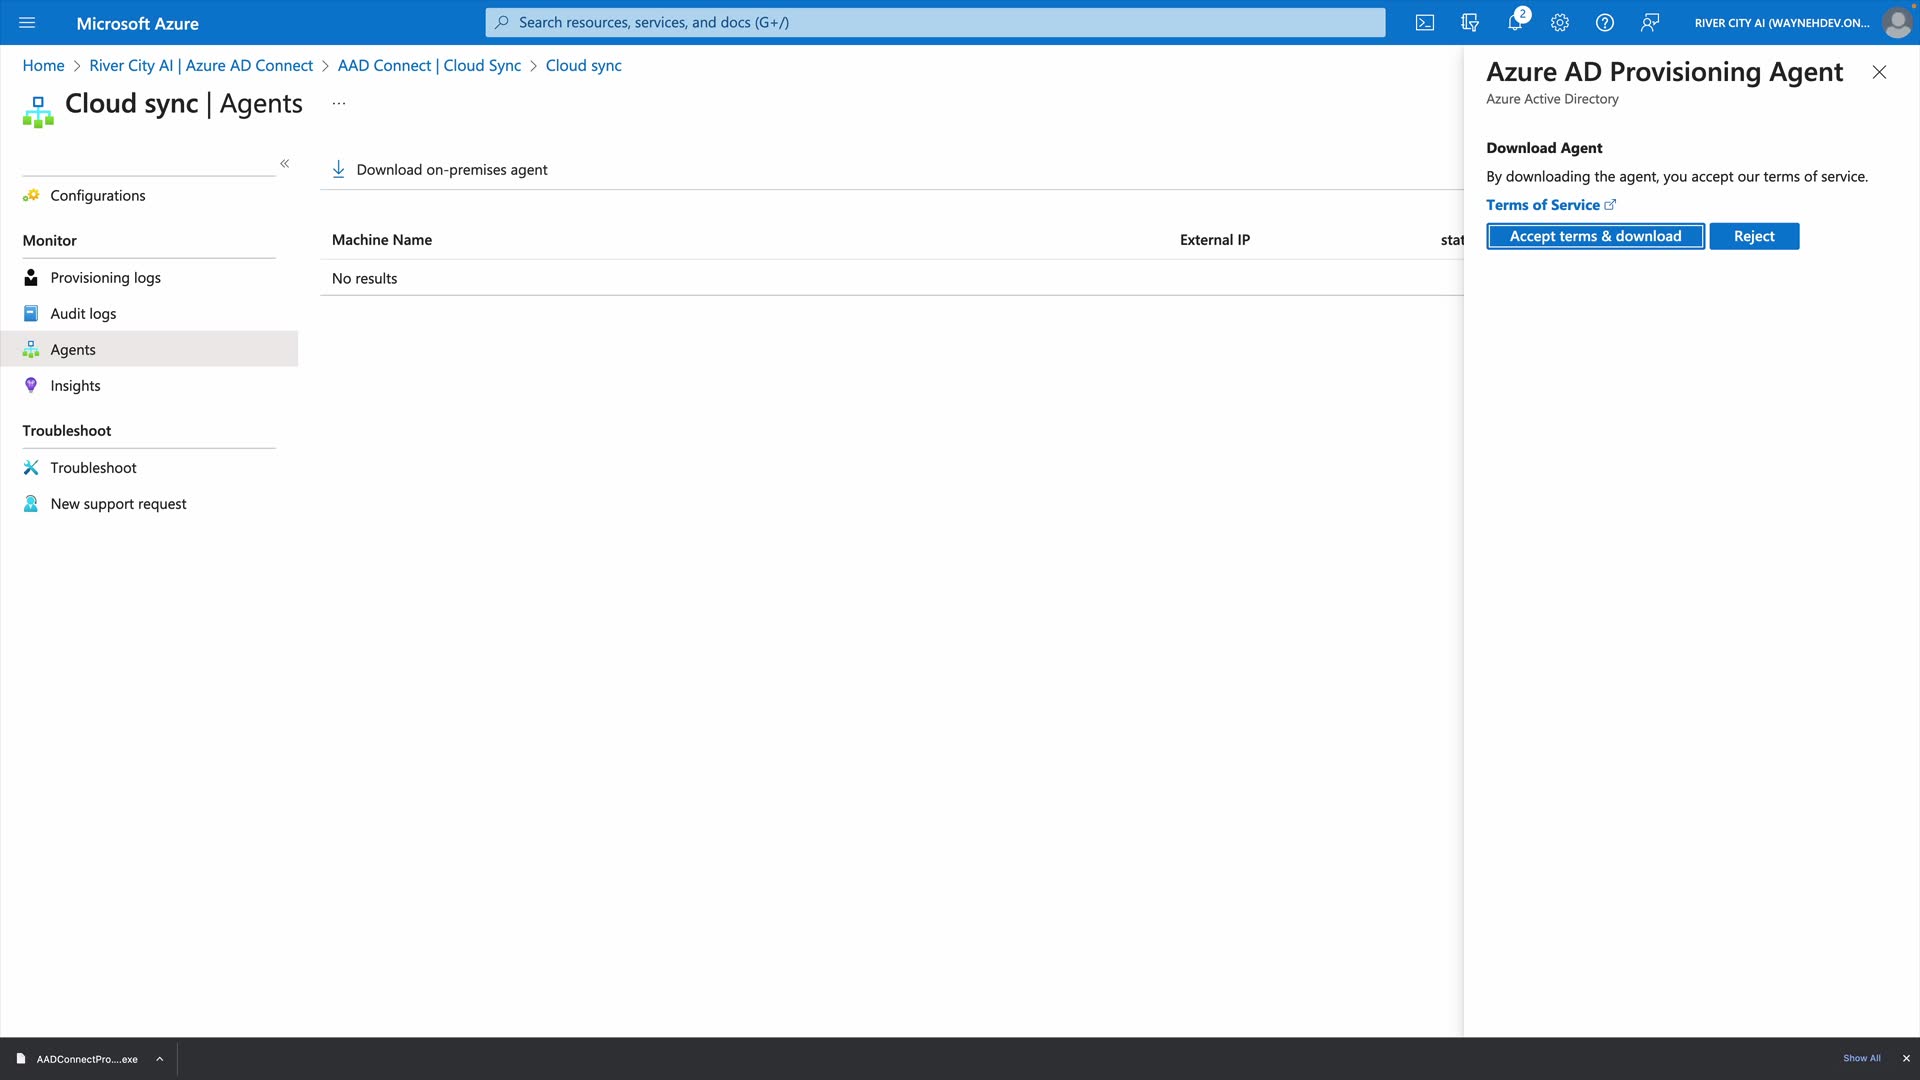 Microsoft Azure
Search resources, services, and docs (G+/)
2
RIVER CITY AI (WAYNEHDEV.ON...
Home > River City AI | Azure AD Connect > AAD Connect | Cloud Sync > Cloud sync
Cloud sync | Agents ...
«
Configurations
Monitor
Provisioning logs
Audit logs
Agents
Insights
Troubleshoot
Troubleshoot
New support request
Download on-premises agent
Machine Name External IP stat
No results
Azure AD Provisioning Agent
Azure Active Directory
Download Agent
By downloading the agent, you accept our terms of service.
Terms of Service
Accept terms & download Reject
AADConnectPro....exe
Show All